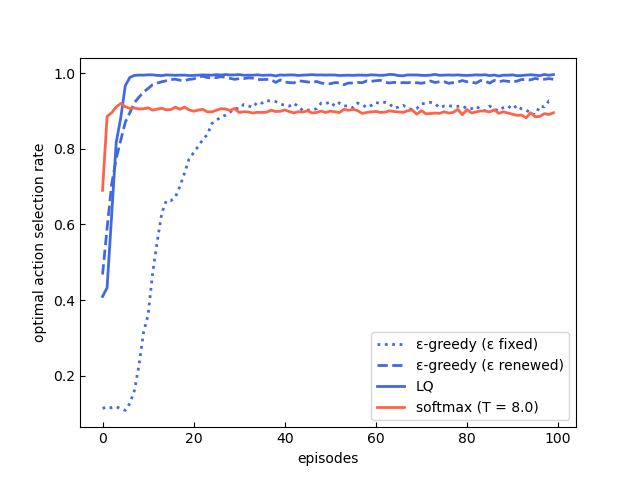 1.0
0.8
0.6
0.4
0.2
optimal action selection rate
0
20
40
60
80
100
episodes
ε-greedy (ε fixed)
ε-greedy (ε renewed)
LQ
softmax (T = 8.0)